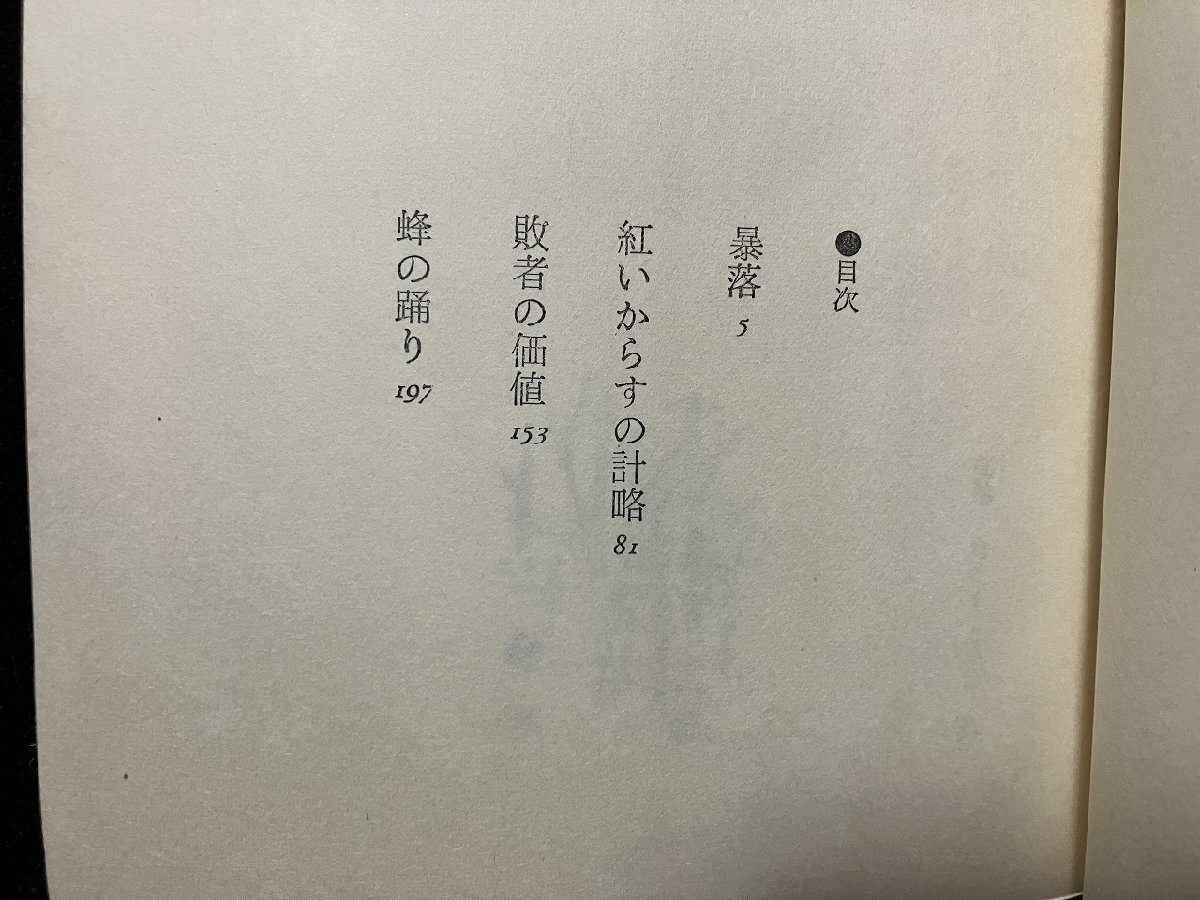 ●目次
暴落 5
紅いからすの計略 81
敗者の価値 153
蜂の踊り 197